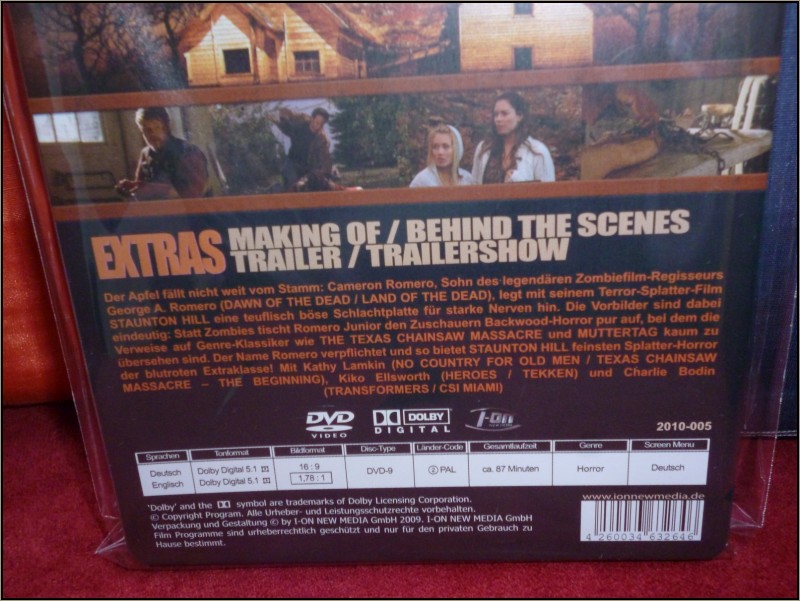 EXTRAS MAKING OF / BEHIND THE SCENES
TRAILER / TRAILERSHOW
Der Apfel fällt nicht weit vom Stamm: Cameron Romero, Sohn des legendären Zombiefilm-Regisseurs
George A. Romero (DAWN OF THE DEAD / LAND OF THE DEAD), legt mit seinem Terror-Splatter-Film
STAUNTON HILL eine teuflisch böse Schlachtplatte für starke Nerven hin. Die Vorbilder sind dabei
eindeutig: Statt Zombies tischt Romero Junior den Zuschauern Backwood-Horror pur auf, bei dem die
Verweise auf Genre-Klassiker wie THE TEXAS CHAINSAW MASSACRE und MUTTERTAG kaum zu
übersehen sind. Der Name Romero verpflichtet und so bietet STAUNTON HILL feinsten Splatter-Horror
der blutroten Extraklasse! Mit Kathy Lamkin (NO COUNTRY FOR OLD MEN / TEXAS CHAINSAW
MASSACRE – THE BEGINNING), Kiko Ellsworth (HEROES / TEKKEN) und Charlie Bodin
(TRANSFORMERS / CSI MIAMI)
DVD VIDEO DOLBY DIGITAL I-ON
2010-005
Sprachen Tonformat Bildformat Disc-Type Länder-Code Gesamtlaufzeit Genre Screen Menu
Deutsch Dolby Digital 5.1 16 : 9 DVD-9 2 PAL ca. 87 Minuten Horror Deutsch
Englisch Dolby Digital 5.1 1,78 : 1
'Dolby' and the symbol are trademarks of Dolby Licensing Corporation.
© Copyright Program. Alle Urheber- und Leistungsschutzrechte vorbehalten.
Verpackung und Gestaltung © by I-ON NEW MEDIA GmbH 2009. I-ON NEW MEDIA GmbH
Film Programme sind urheberrechtlich geschützt und nur für den privaten Gebrauch zu
Hause bestimmt.
www.ionnewmedia.de
4 260034 632646